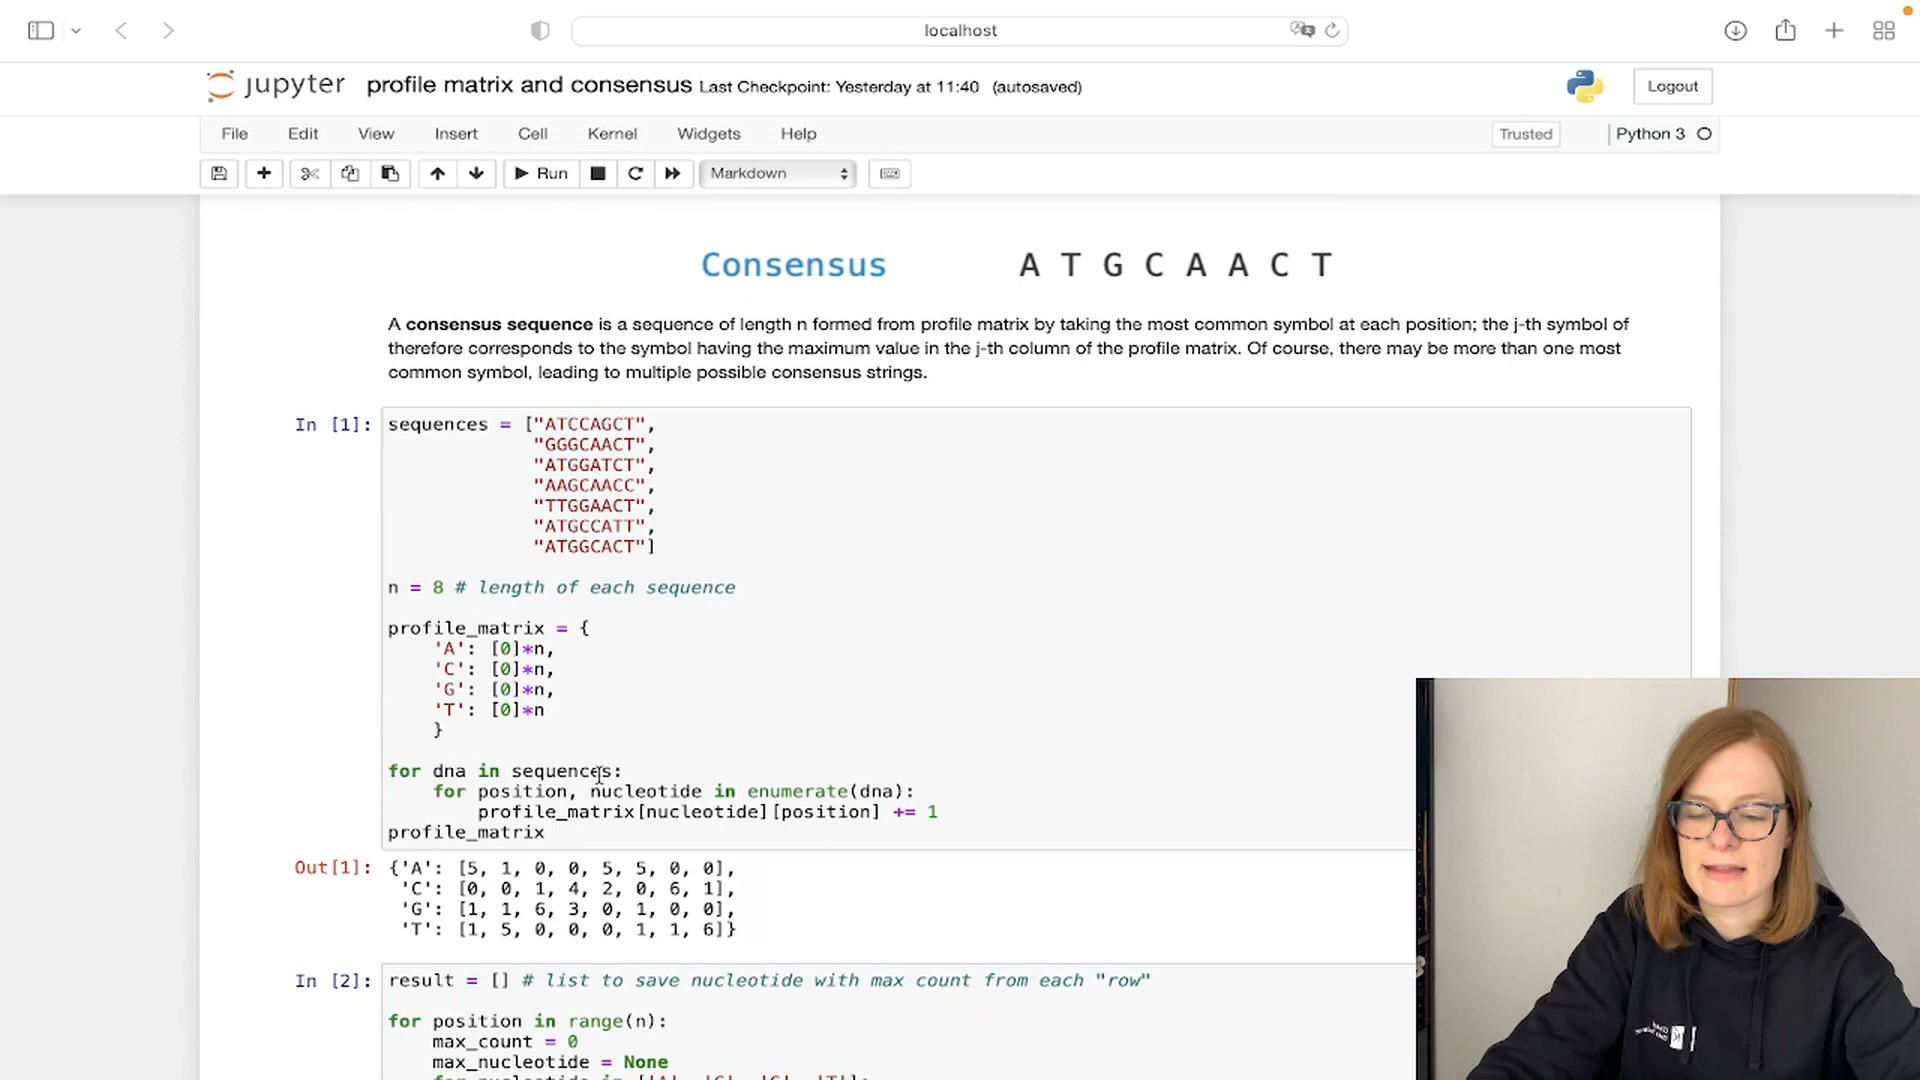 localhost
jupyter profile matrix and consensus Last Checkpoint: Yesterday at 11:40 (autosaved)
Logout
File Edit View Insert Cell Kernel Widgets Help
Trusted
Python 3
Run
Markdown
Consensus A T G C A A C T
A consensus sequence is a sequence of length n formed from profile matrix by taking the most common symbol at each position; the j-th symbol of
therefore corresponds to the symbol having the maximum value in the j-th column of the profile matrix. Of course, there may be more than one most
common symbol, leading to multiple possible consensus strings.
In [1]: sequences = ["ATCCAGCT",
"GGGCAACT",
"ATGGATCT",
"AAGCAACC",
"TTGGAACT",
"ATGCCATT",
"ATGGCACT"]
n = 8 # length of each sequence
profile_matrix = {
'A': [0]*n,
'C': [0]*n,
'G': [0]*n,
'T': [0]*n
}
for dna in sequences:
for position, nucleotide in enumerate(dna):
profile_matrix[nucleotide][position] += 1
profile_matrix
Out[1]: {'A': [5, 1, 0, 0, 5, 5, 0, 0],
'C': [0, 0, 1, 4, 2, 0, 6, 1],
'G': [1, 1, 6, 3, 0, 1, 0, 0],
'T': [1, 5, 0, 0, 0, 1, 1, 6]}
In [2]: result = [] # list to save nucleotide with max count from each "row"
for position in range(n):
max_count = 0
max_nucleotide = None
for nucleotide in ['A', 'C', 'G', 'T']: